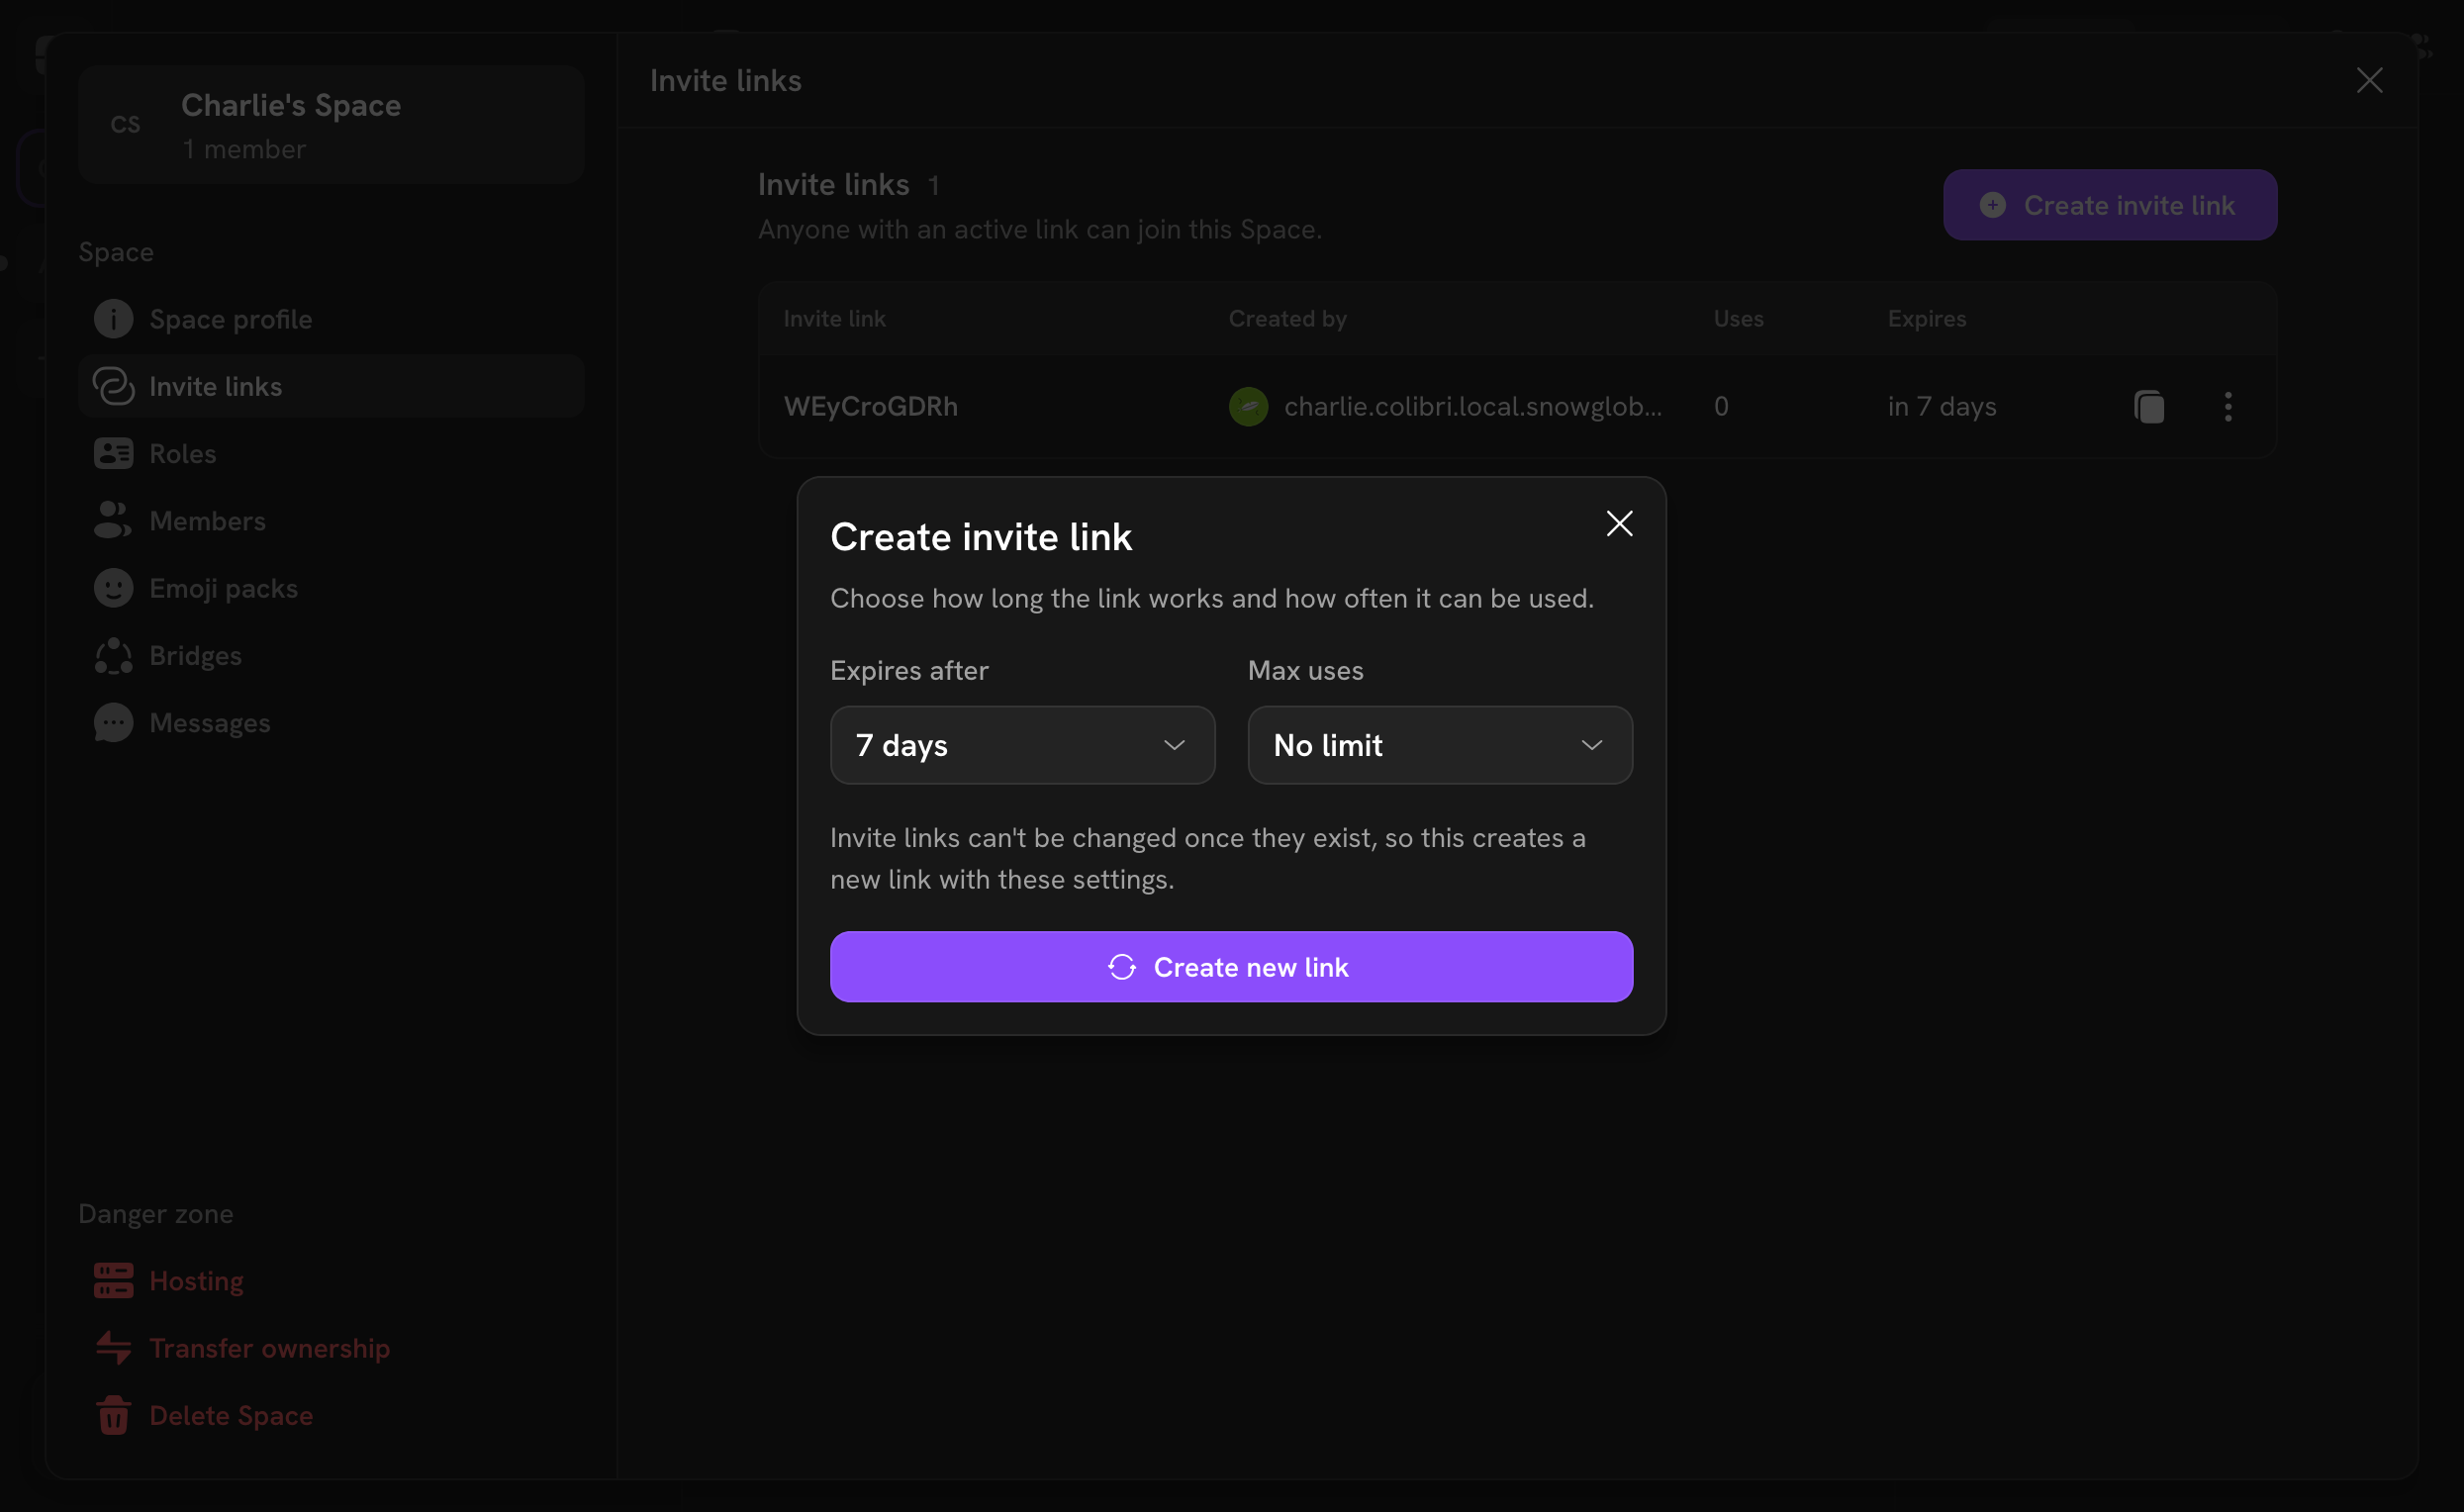 CS
Charlie's Space
1 member
Space
Space profile
Invite links
Roles
Members
Emoji packs
Bridges
Messages
Danger zone
Hosting
Transfer ownership
Delete Space
Invite links
Invite links 1
Anyone with an active link can join this Space.
Create invite link
Invite link Created by Uses Expires
WEyCroGDRh charlie.colibri.local.snowglob... 0 in 7 days
Create invite link
Choose how long the link works and how often it can be used.
Expires after Max uses
7 days No limit
Invite links can't be changed once they exist, so this creates a
new link with these settings.
Create new link